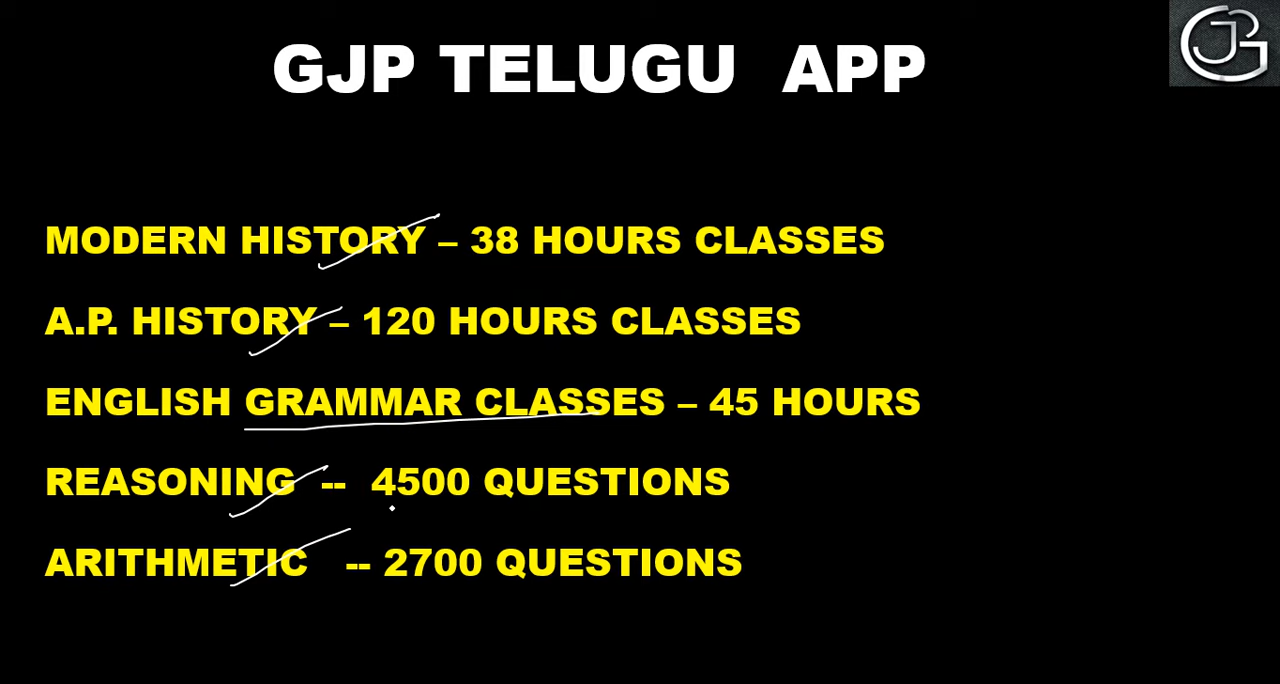 GJP TELUGU APP
MODERN HISTORY – 38 HOURS CLASSES
A.P. HISTORY – 120 HOURS CLASSES
ENGLISH GRAMMAR CLASSES – 45 HOURS
REASONING -- 4500 QUESTIONS
ARITHMETIC -- 2700 QUESTIONS